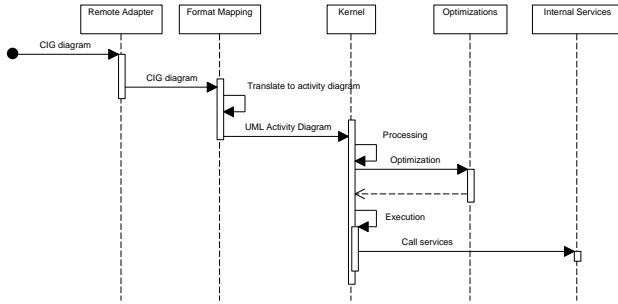 Remote Adapter
Format Mapping
Kernel
Optimizations
Internal Services
CIG diagram
CIG diagram
Translate to activity diagram
UML Activity Diagram
Processing
Optimization
Execution
Call services